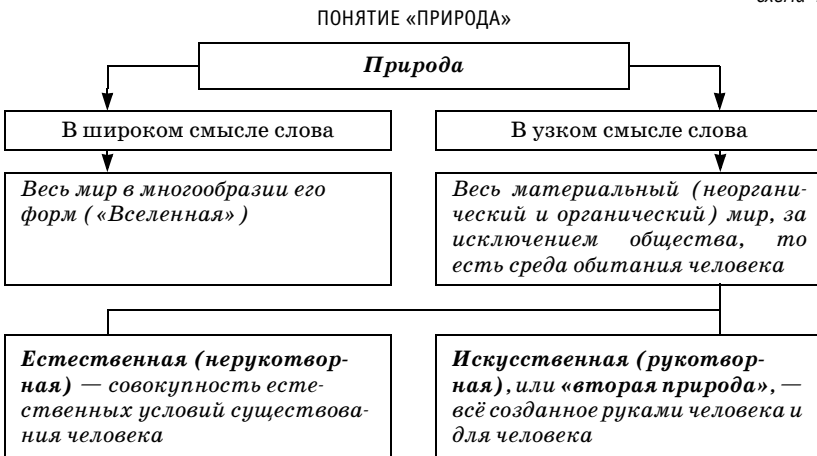 ПОНЯТИЕ «ПРИРОДА»
Природа
В широком смысле слова
В узком смысле слова
Весь мир в многообразии его
форм («Вселенная»)
Весь материальный (неоргани-
ческий и органический) мир, за
исключением общества, то
есть среда обитания человека
Естественная (нерукотвор-
ная) — совокупность есте-
ственных условий существова-
ния человека
Искусственная (рукотвор-
ная), или «вторая природа», —
всё созданное руками человека и
для человека